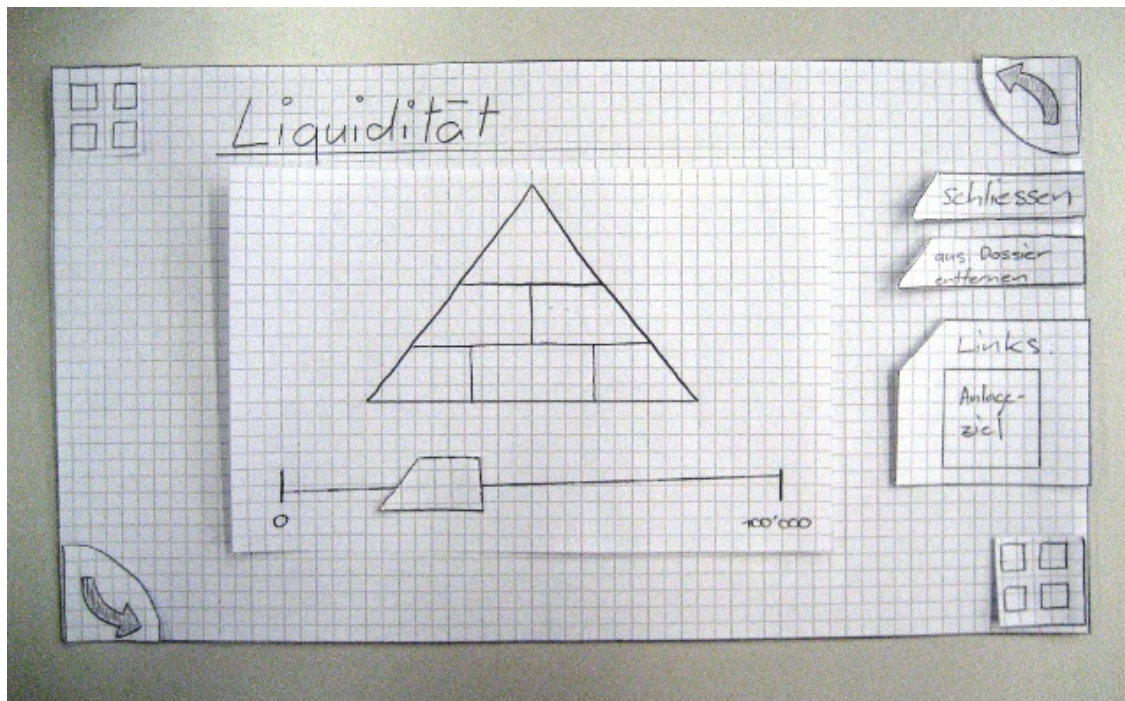 Liquidität
schliessen
aus Dossier
entfernen
Links.
Anlage-
ziel
0
100'000